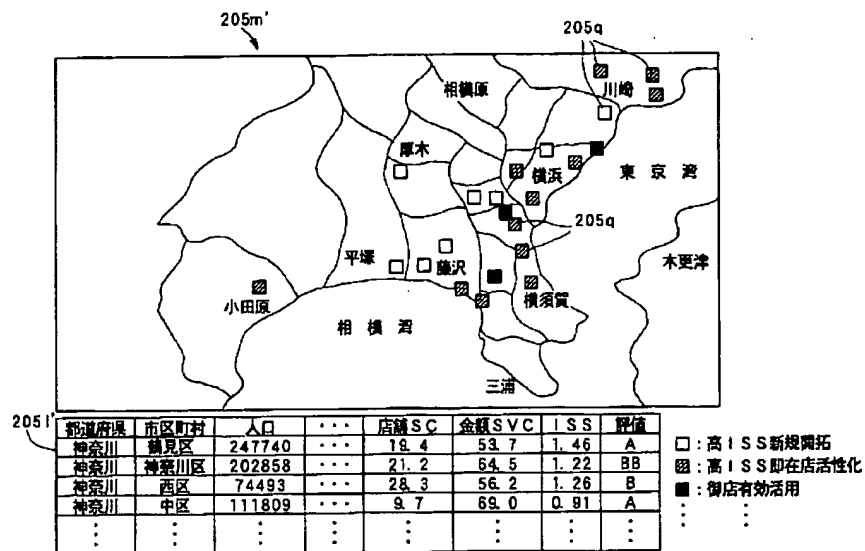 205m'
205q
相模原
川崎
厚木
横浜
東京湾
205q
平塚
藤沢
木更津
小田原
横須賀
相模湾
三浦
205l'
都道府県 市区町村 人口 ・・・ 店舗SC 金額SVC ISS 評値
神奈川 鶴見区 247740 ・・・ 19.4 53.7 1.46 A
神奈川 神奈川区 202858 ・・・ 21.2 64.5 1.22 BB
神奈川 西区 74493 ・・・ 28.3 56.2 1.26 B
神奈川 中区 111809 ・・・ 9.7 69.0 0.91 A
□:高ISS新規開拓
▨:高ISS即在店活性化
■:御店有効活用